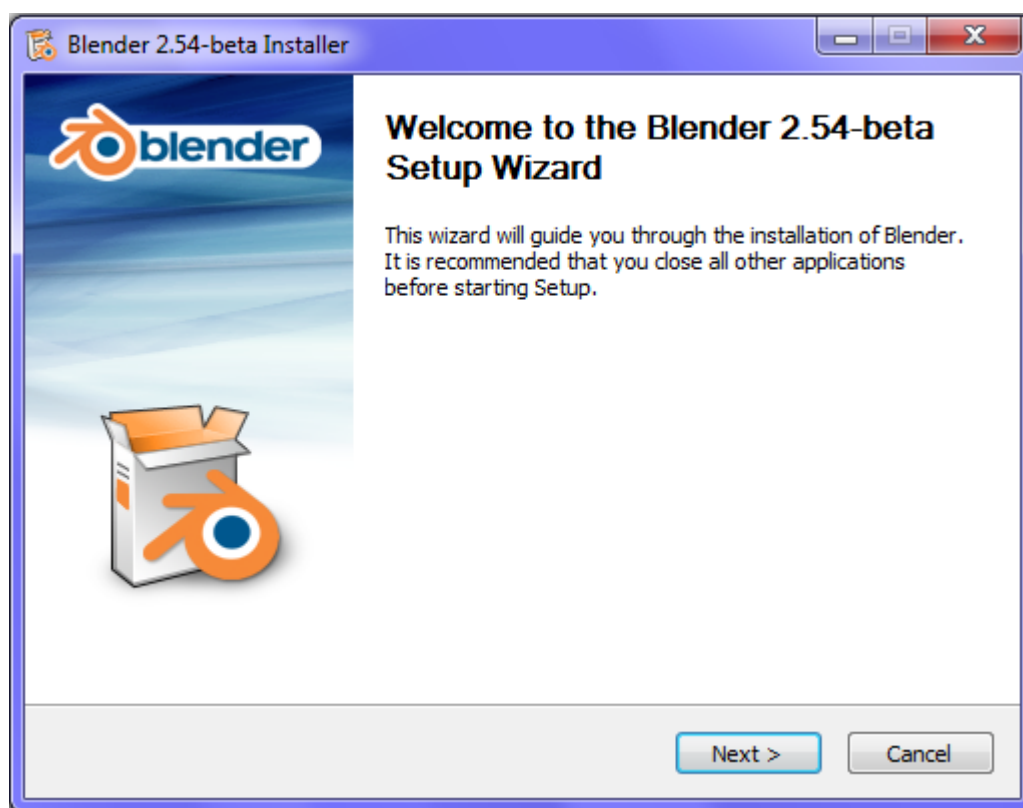 Blender 2.54-beta Installer
blender
Welcome to the Blender 2.54-beta
Setup Wizard
This wizard will guide you through the installation of Blender.
It is recommended that you close all other applications
before starting Setup.
Next >
Cancel